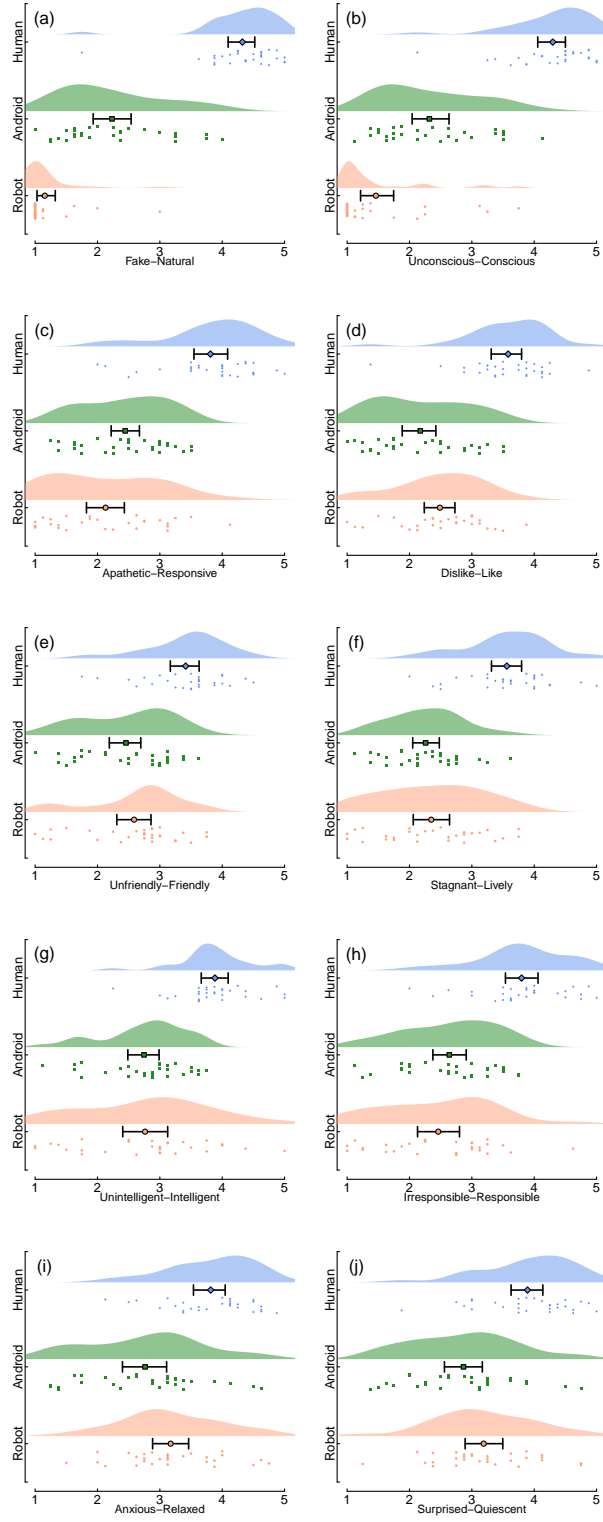 (a)
Human
Android
Robot
1 2 3 4 5
Fake−Natural
(b)
Human
Android
Robot
1 2 3 4 5
Unconscious−Conscious
(c)
Human
Android
Robot
1 2 3 4 5
Apathetic−Responsive
(d)
Human
Android
Robot
1 2 3 4 5
Dislike−Like
(e)
Human
Android
Robot
1 2 3 4 5
Unfriendly−Friendly
(f)
Human
Android
Robot
1 2 3 4 5
Stagnant−Lively
(g)
Human
Android
Robot
1 2 3 4 5
Unintelligent−Intelligent
(h)
Human
Android
Robot
1 2 3 4 5
Irresponsible−Responsible
(i)
Human
Android
Robot
1 2 3 4 5
Anxious−Relaxed
(j)
Human
Android
Robot
1 2 3 4 5
Surprised−Quiescent